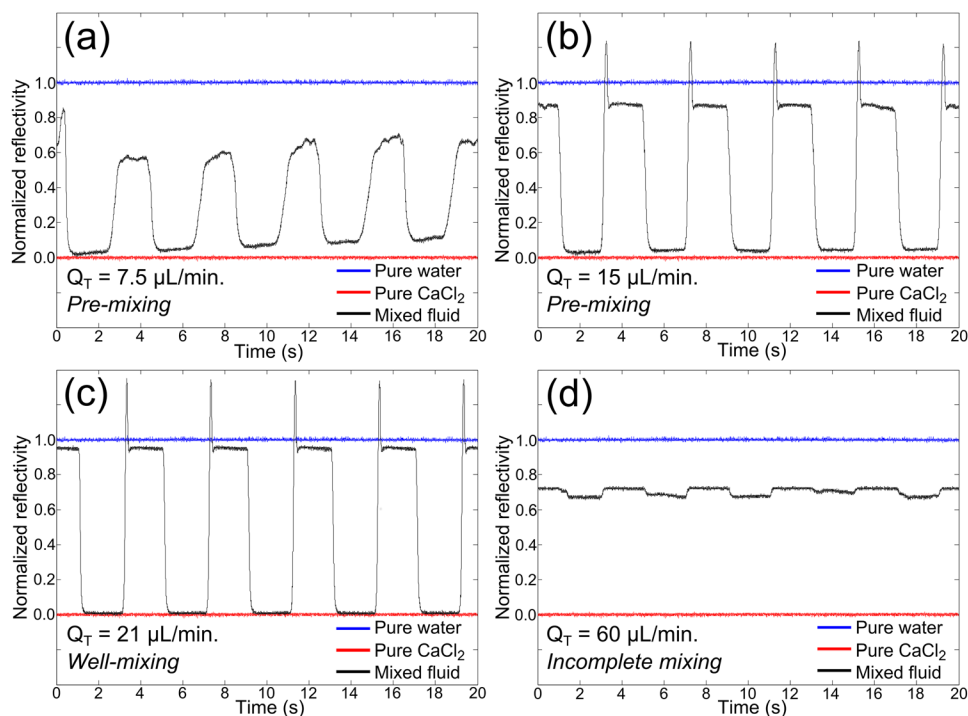 (a)
Normalized reflectivity
1.0
0.8
0.6
0.4
0.2
0.0
Q_T = 7.5 µL/min.
Pre-mixing
Pure water
Pure CaCl₂
Mixed fluid
0 2 4 6 8 10 12 14 16 18 20
Time (s)
(b)
Normalized reflectivity
1.0
0.8
0.6
0.4
0.2
0.0
Q_T = 15 µL/min.
Pre-mixing
Pure water
Pure CaCl₂
Mixed fluid
0 2 4 6 8 10 12 14 16 18 20
Time (s)
(c)
Normalized reflectivity
1.0
0.8
0.6
0.4
0.2
0.0
Q_T = 21 µL/min.
Well-mixing
Pure water
Pure CaCl₂
Mixed fluid
0 2 4 6 8 10 12 14 16 18 20
Time (s)
(d)
Normalized reflectivity
1.0
0.8
0.6
0.4
0.2
0.0
Q_T = 60 µL/min.
Incomplete mixing
Pure water
Pure CaCl₂
Mixed fluid
0 2 4 6 8 10 12 14 16 18 20
Time (s)